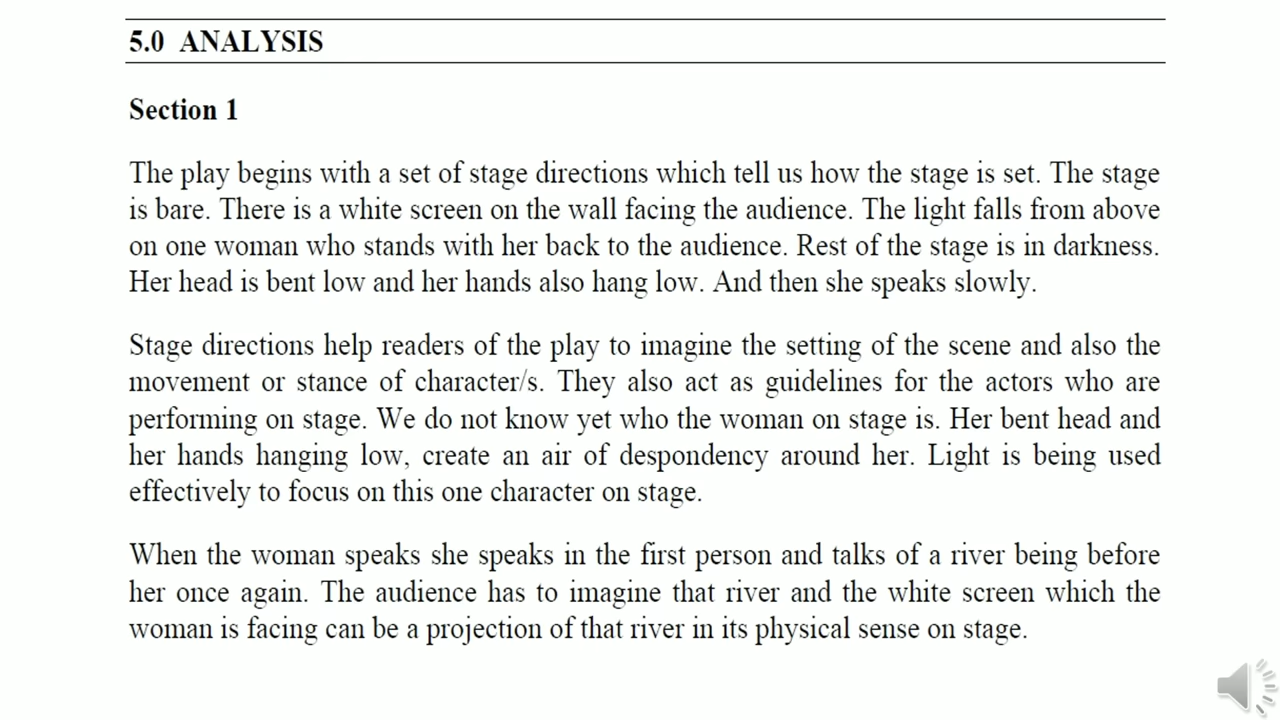 5.0 ANALYSIS
Section 1
The play begins with a set of stage directions which tell us how the stage is set. The stage
is bare. There is a white screen on the wall facing the audience. The light falls from above
on one woman who stands with her back to the audience. Rest of the stage is in darkness.
Her head is bent low and her hands also hang low. And then she speaks slowly.
Stage directions help readers of the play to imagine the setting of the scene and also the
movement or stance of character/s. They also act as guidelines for the actors who are
performing on stage. We do not know yet who the woman on stage is. Her bent head and
her hands hanging low, create an air of despondency around her. Light is being used
effectively to focus on this one character on stage.
When the woman speaks she speaks in the first person and talks of a river being before
her once again. The audience has to imagine that river and the white screen which the
woman is facing can be a projection of that river in its physical sense on stage.